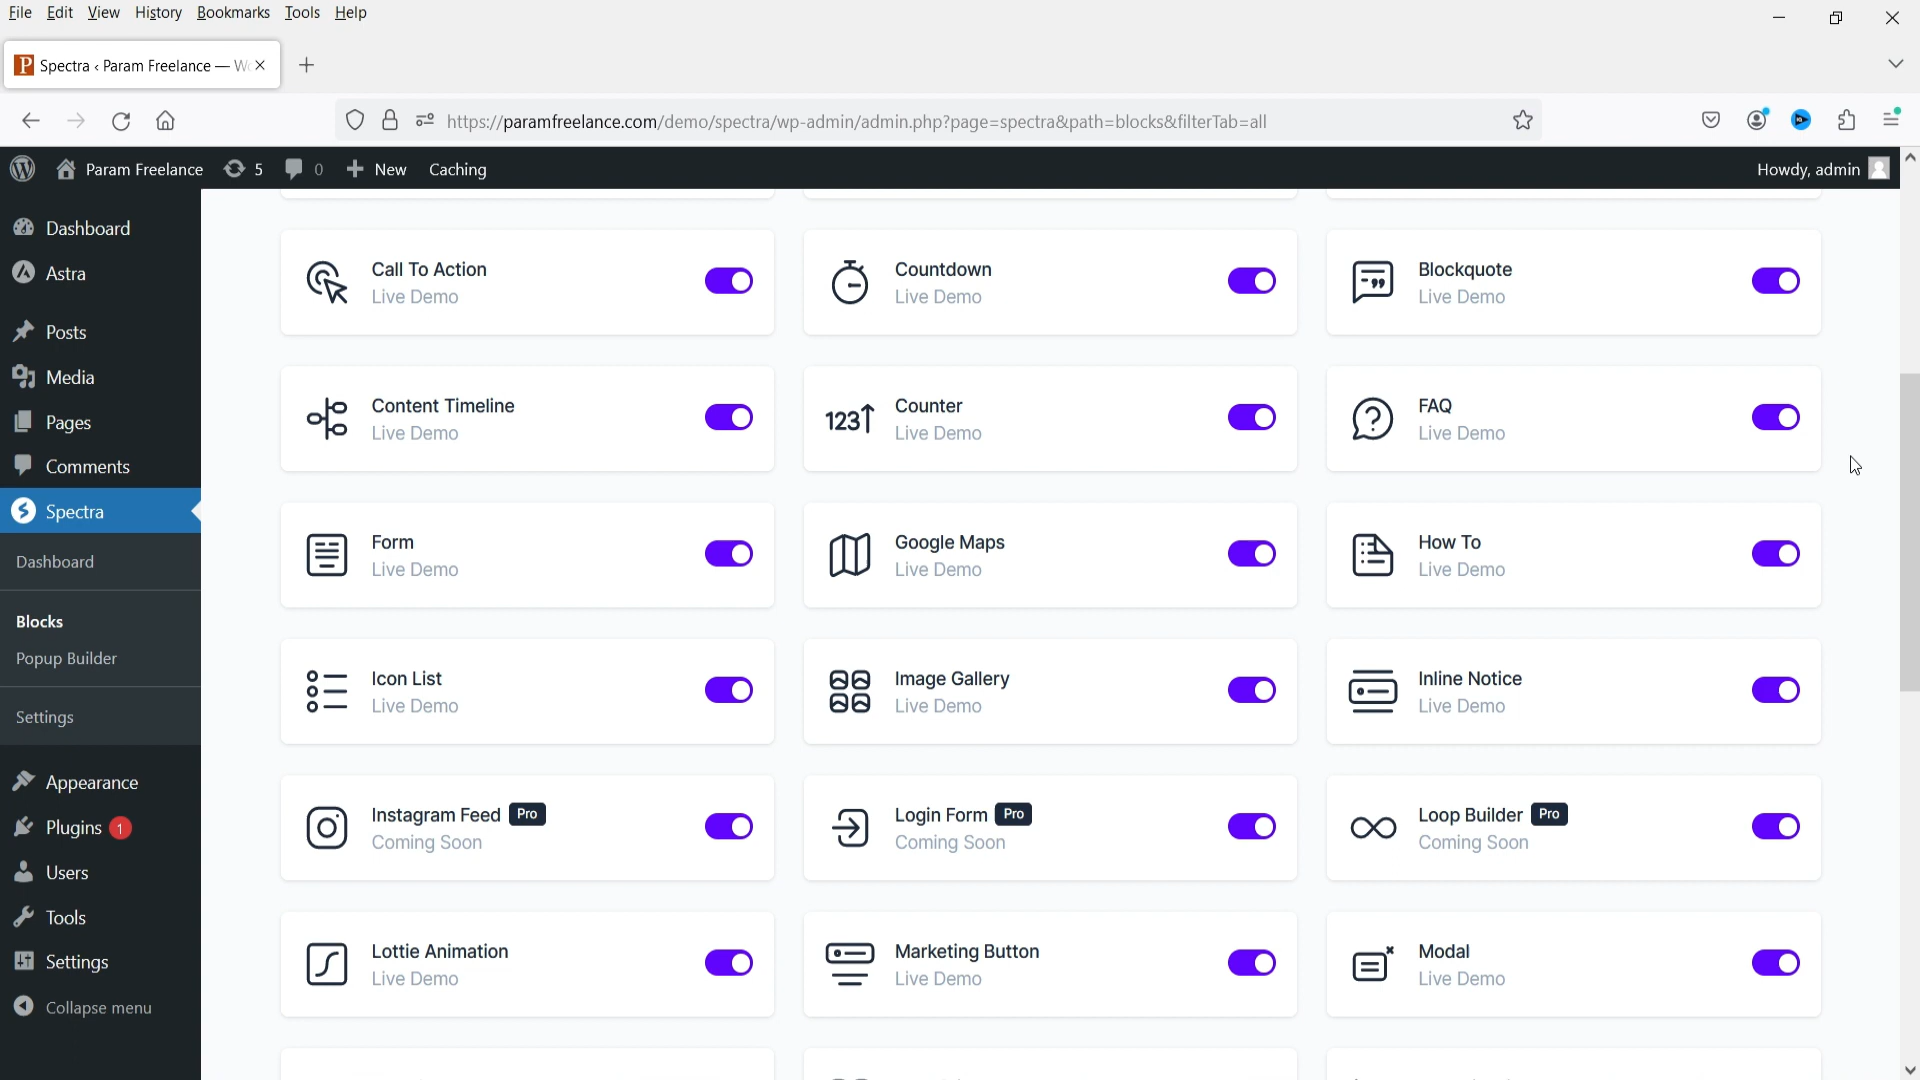 File Edit View History Bookmarks Tools Help
Spectra ‹ Param Freelance — Wo
https://paramfreelance.com/demo/spectra/wp-admin/admin.php?page=spectra&path=blocks&filterTab=all
Param Freelance 5 0 New Caching Howdy, admin
Dashboard
Astra
Posts
Media
Pages
Comments
Spectra
Dashboard
Blocks
Popup Builder
Settings
Appearance
Plugins 1
Users
Tools
Settings
Collapse menu
Call To Action
Live Demo
Countdown
Live Demo
Blockquote
Live Demo
Content Timeline
Live Demo
123
Counter
Live Demo
FAQ
Live Demo
Form
Live Demo
Google Maps
Live Demo
How To
Live Demo
Icon List
Live Demo
Image Gallery
Live Demo
Inline Notice
Live Demo
Instagram Feed Pro
Coming Soon
Login Form Pro
Coming Soon
Loop Builder Pro
Coming Soon
Lottie Animation
Live Demo
Marketing Button
Live Demo
Modal
Live Demo